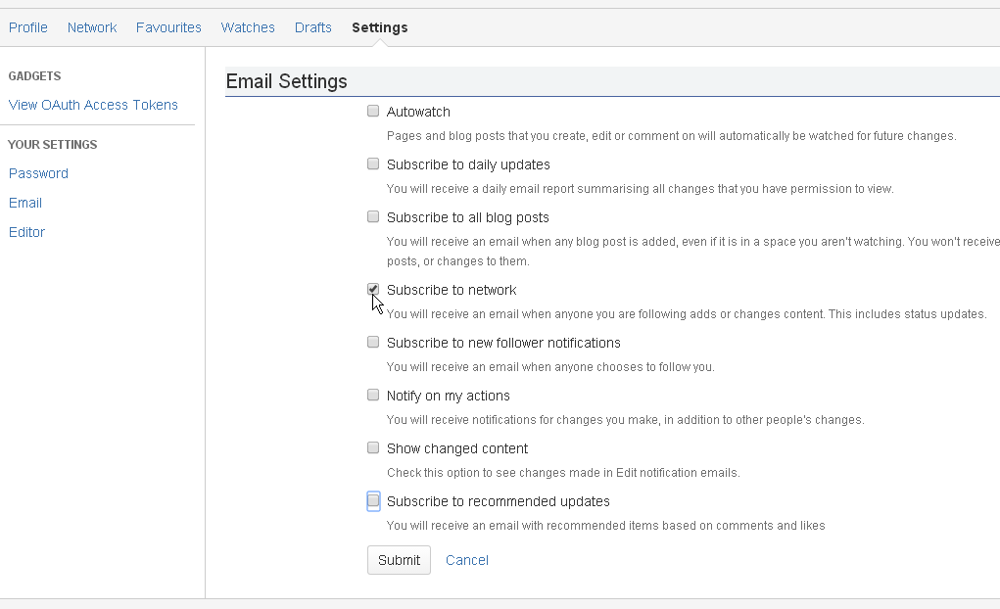 Profile Network Favourites Watches Drafts Settings
GADGETS
View OAuth Access Tokens
YOUR SETTINGS
Password
Email
Editor
Email Settings
Autowatch
Pages and blog posts that you create, edit or comment on will automatically be watched for future changes.
Subscribe to daily updates
You will receive a daily email report summarising all changes that you have permission to view.
Subscribe to all blog posts
You will receive an email when any blog post is added, even if it is in a space you aren't watching. You won't receive
posts, or changes to them.
Subscribe to network
You will receive an email when anyone you are following adds or changes content. This includes status updates.
Subscribe to new follower notifications
You will receive an email when anyone chooses to follow you.
Notify on my actions
You will receive notifications for changes you make, in addition to other people's changes.
Show changed content
Check this option to see changes made in Edit notification emails.
Subscribe to recommended updates
You will receive an email with recommended items based on comments and likes
Submit Cancel